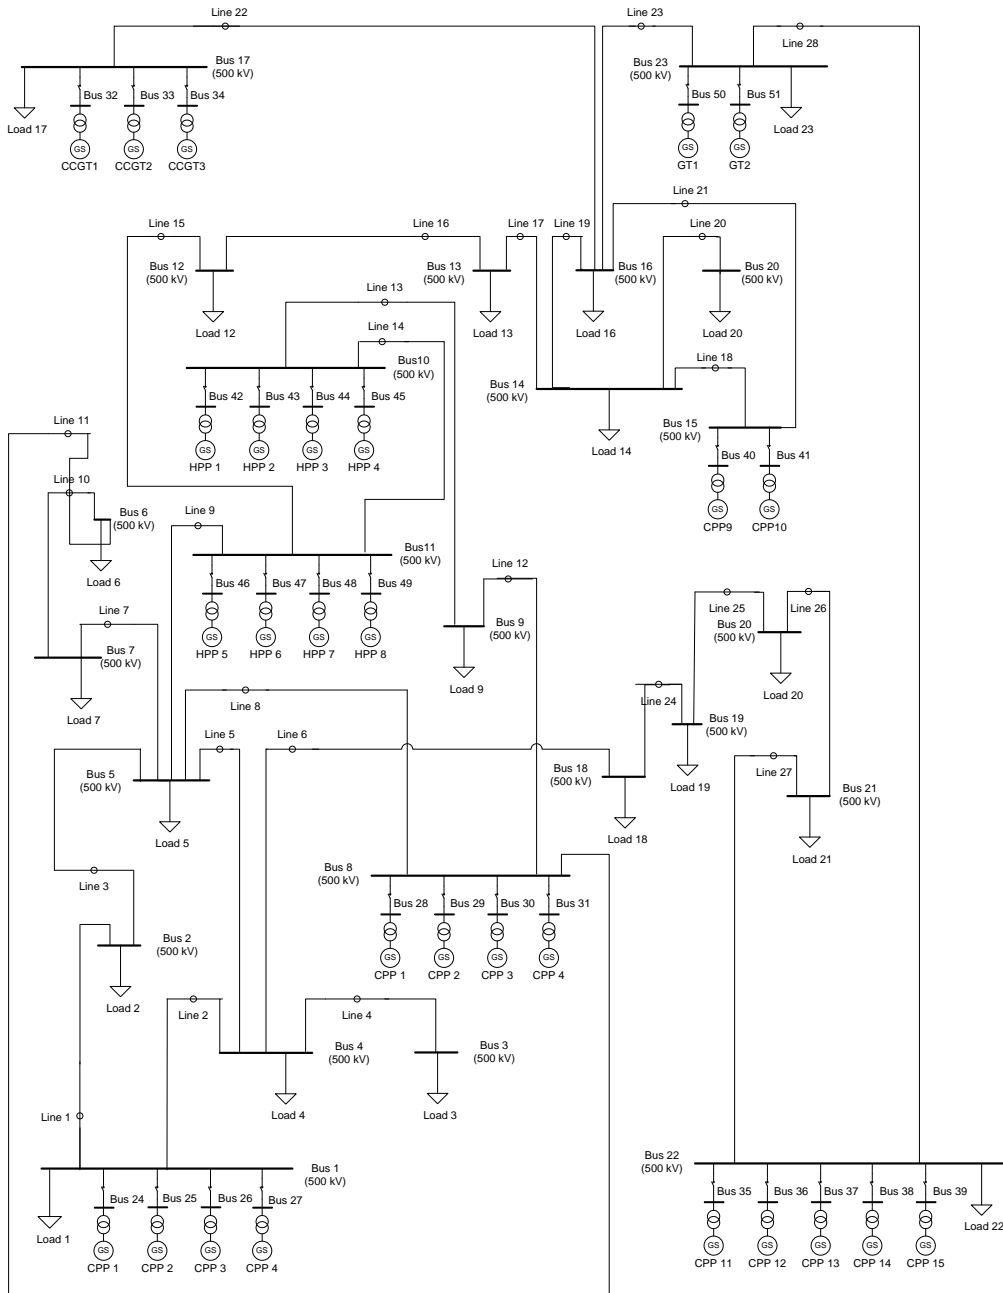 Line 22
Line 23
Line 28
Bus 17
(500 kV)
Bus 23
(500 kV)
Bus 32
Bus 33
Bus 34
Bus 50
Bus 51
Load 17
Load 23
GS
GS
GS
GS
GS
CCGT1
CCGT2
CCGT3
GT1
GT2
Line 21
Line 15
Line 16
Line 17
Line 19
Line 20
Bus 12
(500 kV)
Bus 13
(500 kV)
Bus 16
(500 kV)
Bus 20
(500 kV)
Line 13
Load 12
Load 13
Load 16
Load 20
Line 14
Line 18
Bus10
(500 kV)
Bus 14
(500 kV)
Bus 42
Bus 43
Bus 44
Bus 45
Line 11
Bus 15
(500 kV)
GS
GS
GS
GS
Load 14
HPP 1
HPP 2
HPP 3
HPP 4
Bus 40
Bus 41
Line 10
GS
GS
CPP9
CPP10
Bus 6
(500 kV)
Line 9
Bus11
(500 kV)
Line 12
Load 6
Bus 46
Bus 47
Bus 48
Bus 49
Line 25
Line 26
Line 7
GS
GS
GS
GS
Bus 9
(500 kV)
Bus 20
(500 kV)
Bus 7
(500 kV)
HPP 5
HPP 6
HPP 7
HPP 8
Load 9
Load 20
Load 7
Line 8
Line 24
Bus 19
(500 kV)
Line 5
Line 6
Bus 5
(500 kV)
Bus 18
(500 kV)
Line 27
Load 19
Bus 21
(500 kV)
Load 5
Load 18
Load 21
Line 3
Bus 8
(500 kV)
Bus 28
Bus 29
Bus 30
Bus 31
Bus 2
(500 kV)
GS
GS
GS
GS
CPP 1
CPP 2
CPP 3
CPP 4
Load 2
Line 2
Line 4
Bus 4
(500 kV)
Bus 3
(500 kV)
Load 4
Load 3
Line 1
Bus 1
(500 kV)
Bus 22
(500 kV)
Bus 24
Bus 25
Bus 26
Bus 27
Bus 35
Bus 36
Bus 37
Bus 38
Bus 39
Load 1
Load 22
GS
GS
GS
GS
GS
GS
GS
GS
GS
CPP 1
CPP 2
CPP 3
CPP 4
CPP 11
CPP 12
CPP 13
CPP 14
CPP 15